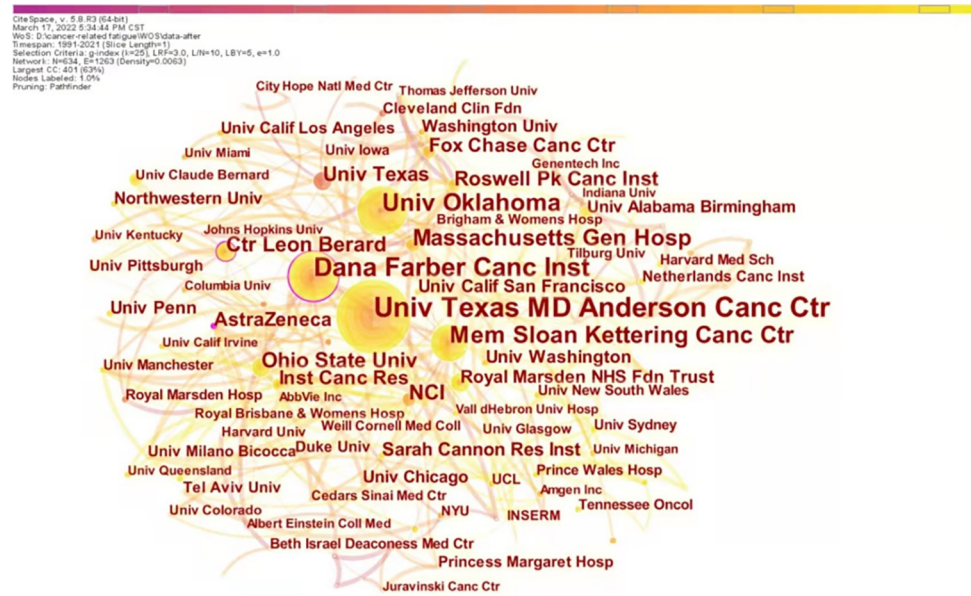 CiteSpace, v. 5.8.R3 (64-bit)
March 17, 2022 5:34:44 PM CST
WoS: D:\cancer-related fatigue\WOS\data-after
Timespan: 1991-2021 (Slice Length=1)
Selection Criteria: g-index (k=25), LRF=3.0, L/N=10, LBY=5, e=1.0
Network: N=634, E=1263 (Density=0.0063)
Largest CC: 401 (63%)
Nodes Labeled: 1.0%
Pruning: Pathfinder
City Hope Natl Med Ctr
Thomas Jefferson Univ
Cleveland Clin Fdn
Univ Calif Los Angeles
Washington Univ
Fox Chase Canc Ctr
Univ Miami
Univ Iowa
Genentech Inc
Univ Claude Bernard
Univ Texas
Roswell Pk Canc Inst
Indiana Univ
Northwestern Univ
Univ Oklahoma
Univ Alabama Birmingham
Brigham & Womens Hosp
Univ Kentucky
Johns Hopkins Univ
Ctr Leon Berard
Massachusetts Gen Hosp
Tilburg Univ
Harvard Med Sch
Univ Pittsburgh
Dana Farber Canc Inst
Netherlands Canc Inst
Columbia Univ
Univ Calif San Francisco
Univ Penn
Univ Texas MD Anderson Canc Ctr
AstraZeneca
Mem Sloan Kettering Canc Ctr
Univ Calif Irvine
Univ Manchester
Ohio State Univ
Univ Washington
Inst Canc Res
Royal Marsden NHS Fdn Trust
Royal Marsden Hosp
AbbVie Inc
NCI
Univ New South Wales
Royal Brisbane & Womens Hosp
Vall dHebron Univ Hosp
Harvard Univ
Weill Cornell Med Coll
Univ Glasgow
Univ Sydney
Univ Milano Bicocca
Duke Univ
Sarah Cannon Res Inst
Univ Michigan
Univ Queensland
Univ Chicago
UCL
Prince Wales Hosp
Tel Aviv Univ
Cedars Sinai Med Ctr
Amgen Inc
Univ Colorado
NYU
INSERM
Tennessee Oncol
Albert Einstein Coll Med
Beth Israel Deaconess Med Ctr
Princess Margaret Hosp
Juravinski Canc Ctr